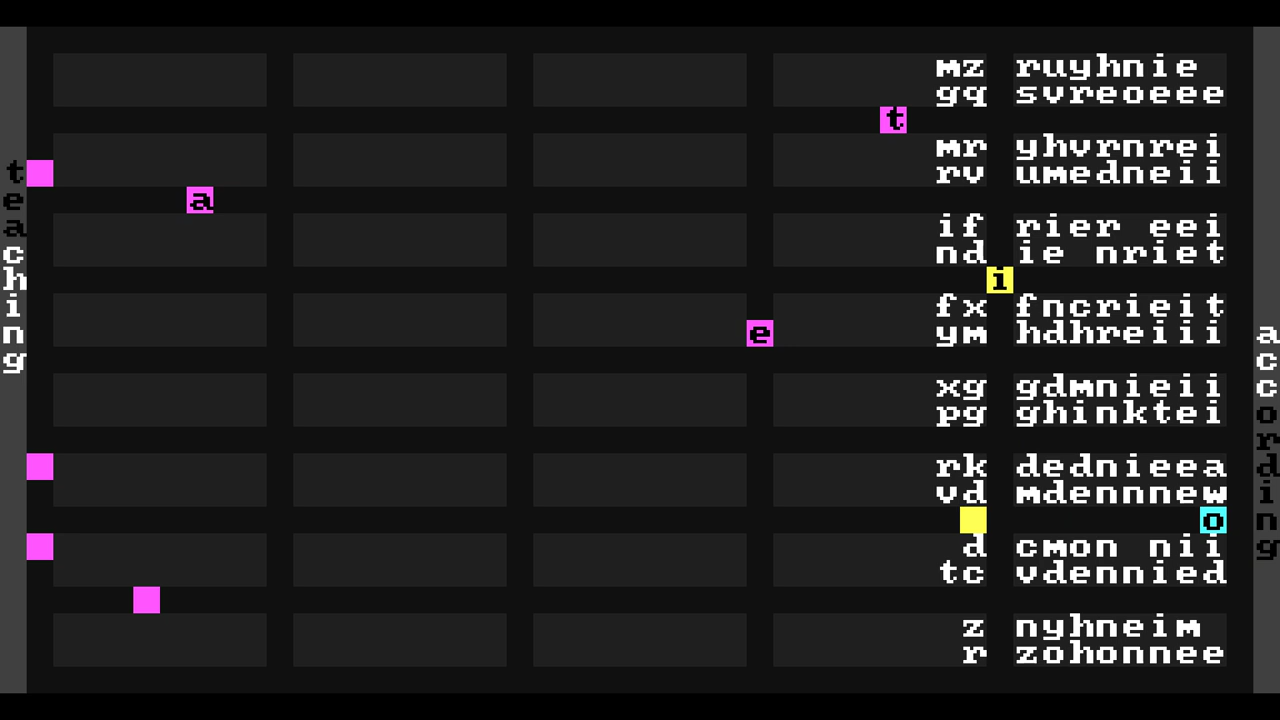 mz ruyhnie
gq svreoeee
t
mr yhvrnrei
rv umedneii
a
if rier eei
nd ie nriet
i
fx fncrieit
ym hdhreiii
e
xg gdmnieii
pg ghinktei
rk dednieea
vd mdennnew
o
d cmon nii
tc vdennied
z nyhneim
r zohonnee
teaching
according